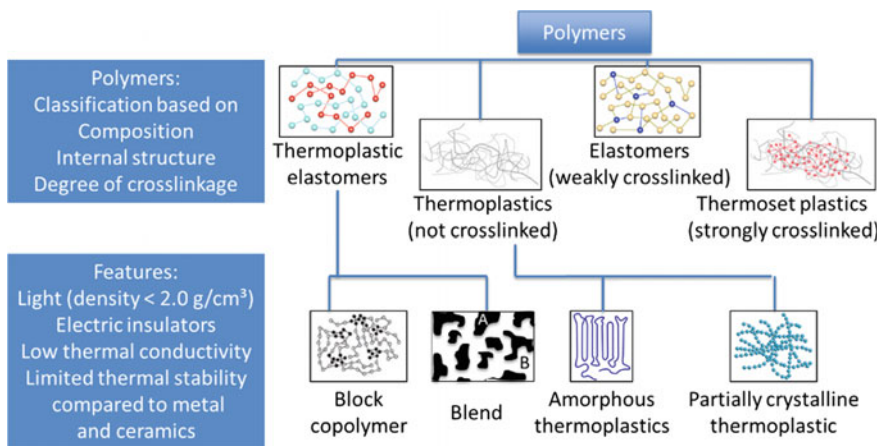 Polymers
Polymers:
Classification based on
Composition
Internal structure
Degree of crosslinkage
Thermoplastic
elastomers
Thermoplastics
(not crosslinked)
Elastomers
(weakly crosslinked)
Thermoset plastics
(strongly crosslinked)
Features:
Light (density < 2.0 g/cm³)
Electric insulators
Low thermal conductivity
Limited thermal stability
compared to metal
and ceramics
Block
copolymer
A
B
Blend
Amorphous
thermoplastics
Partially crystalline
thermoplastic